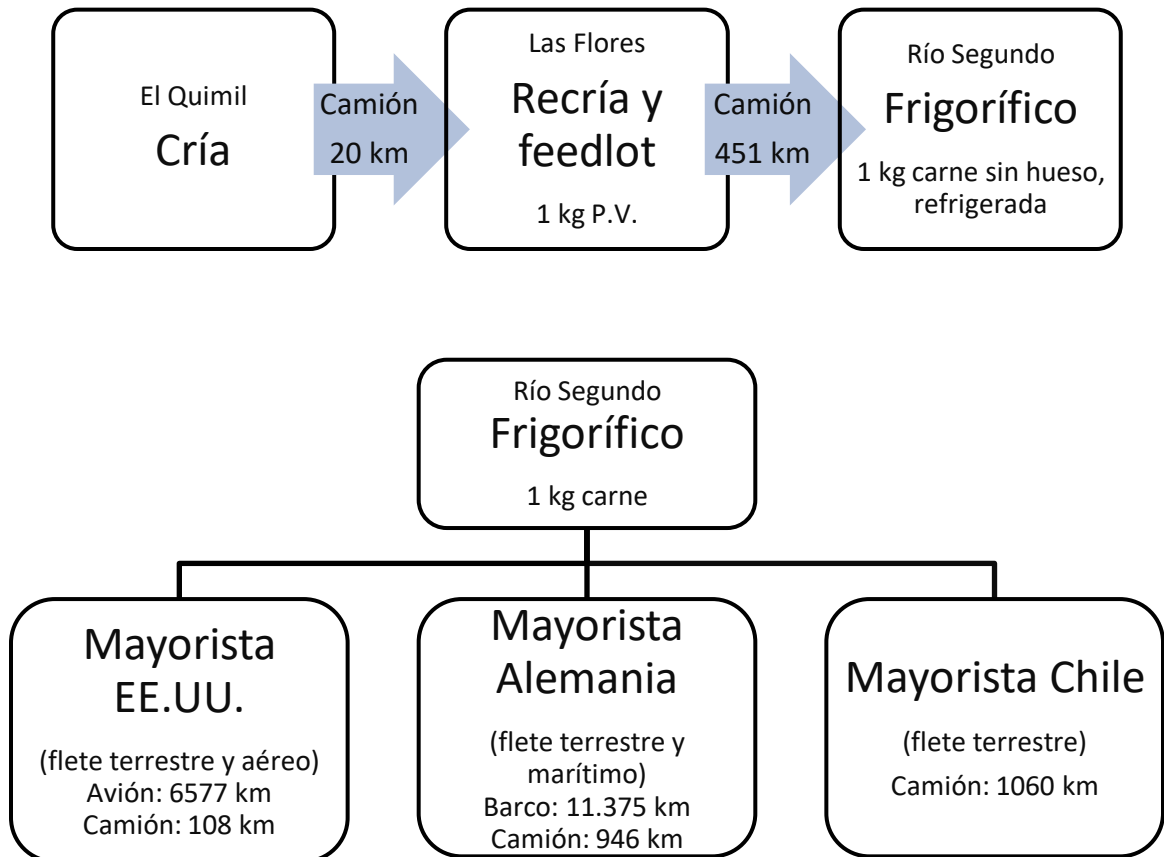 El Quimil
Cría
Camión
20 km
Las Flores
Recría y
feedlot
1 kg P.V.
Camión
451 km
Río Segundo
Frigorífico
1 kg carne sin hueso,
refrigerada
Río Segundo
Frigorífico
1 kg carne
Mayorista
EE.UU.
(flete terrestre y aéreo)
Avión: 6577 km
Camión: 108 km
Mayorista
Alemania
(flete terrestre y
marítimo)
Barco: 11.375 km
Camión: 946 km
Mayorista Chile
(flete terrestre)
Camión: 1060 km